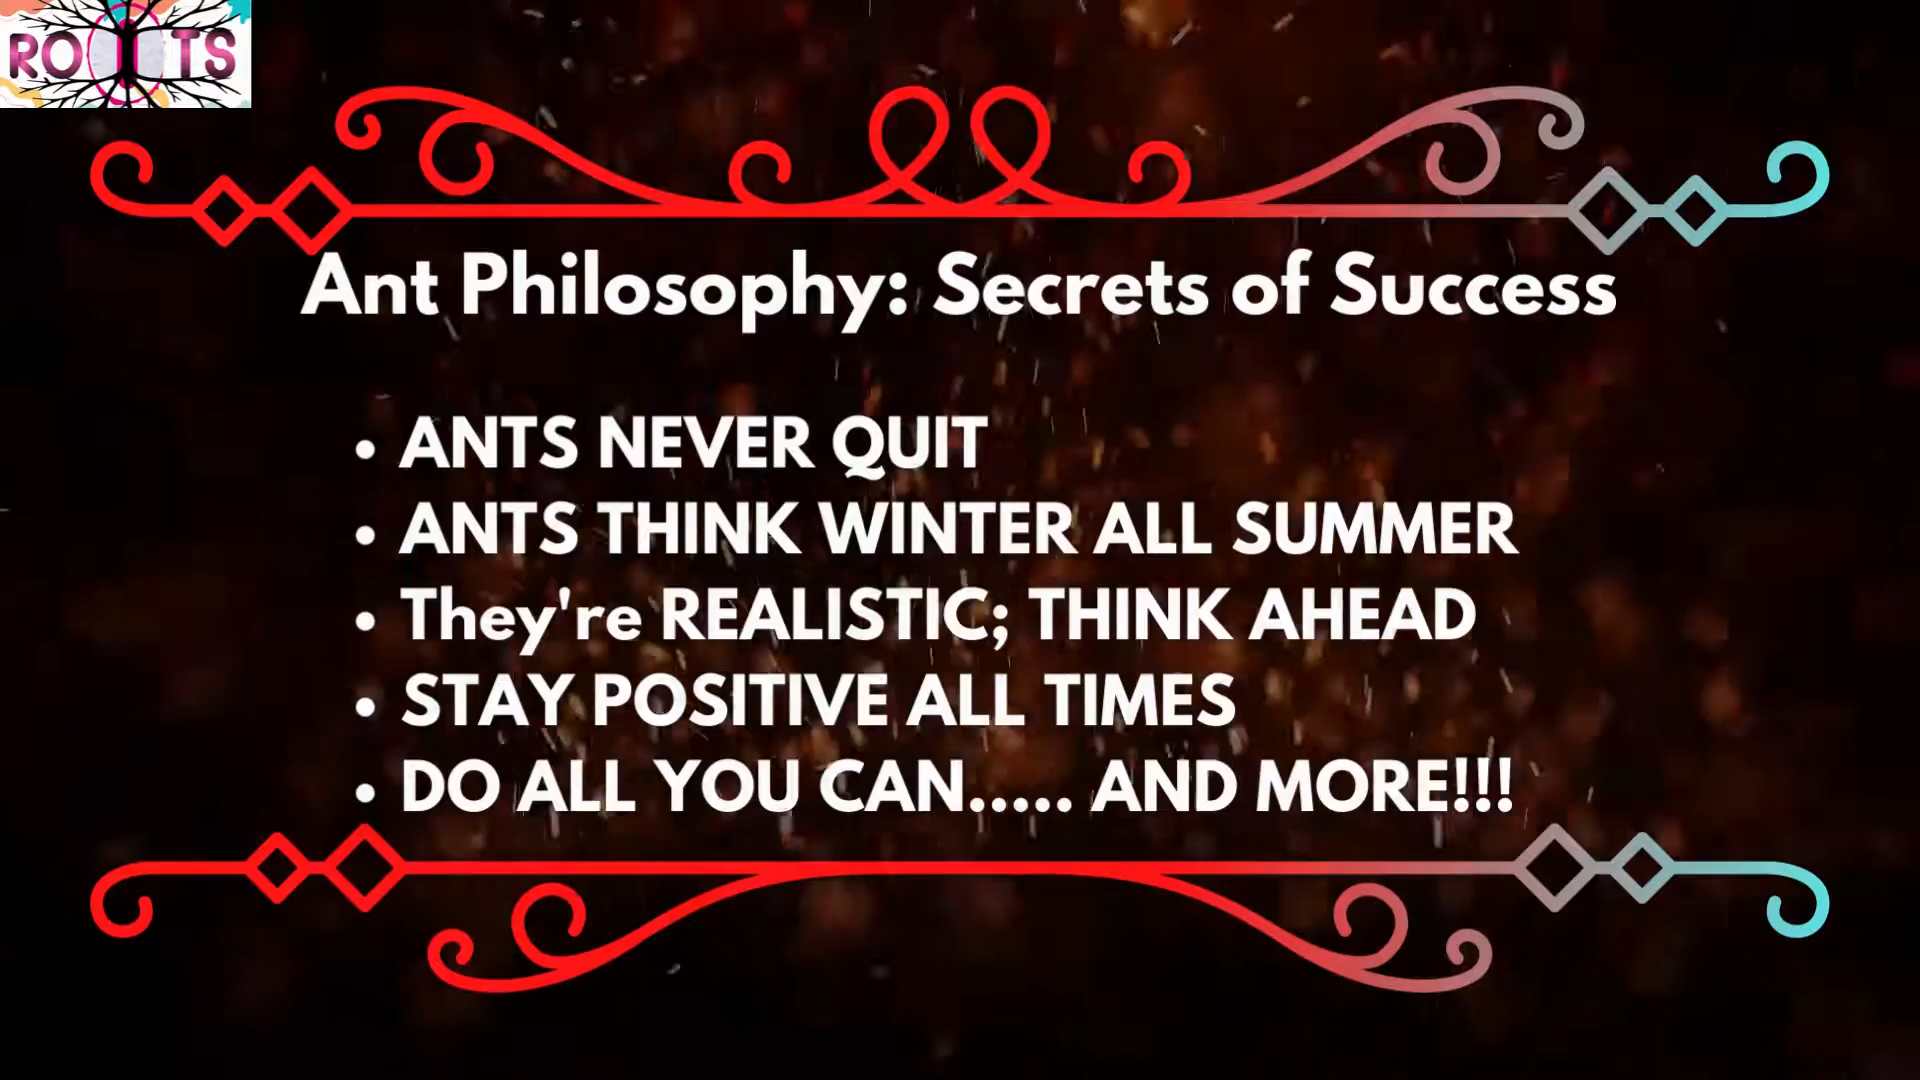 ROOTS
Ant Philosophy: Secrets of Success
• ANTS NEVER QUIT
• ANTS THINK WINTER ALL SUMMER
• They're REALISTIC; THINK AHEAD
• STAY POSITIVE ALL TIMES
• DO ALL YOU CAN..... AND MORE!!!